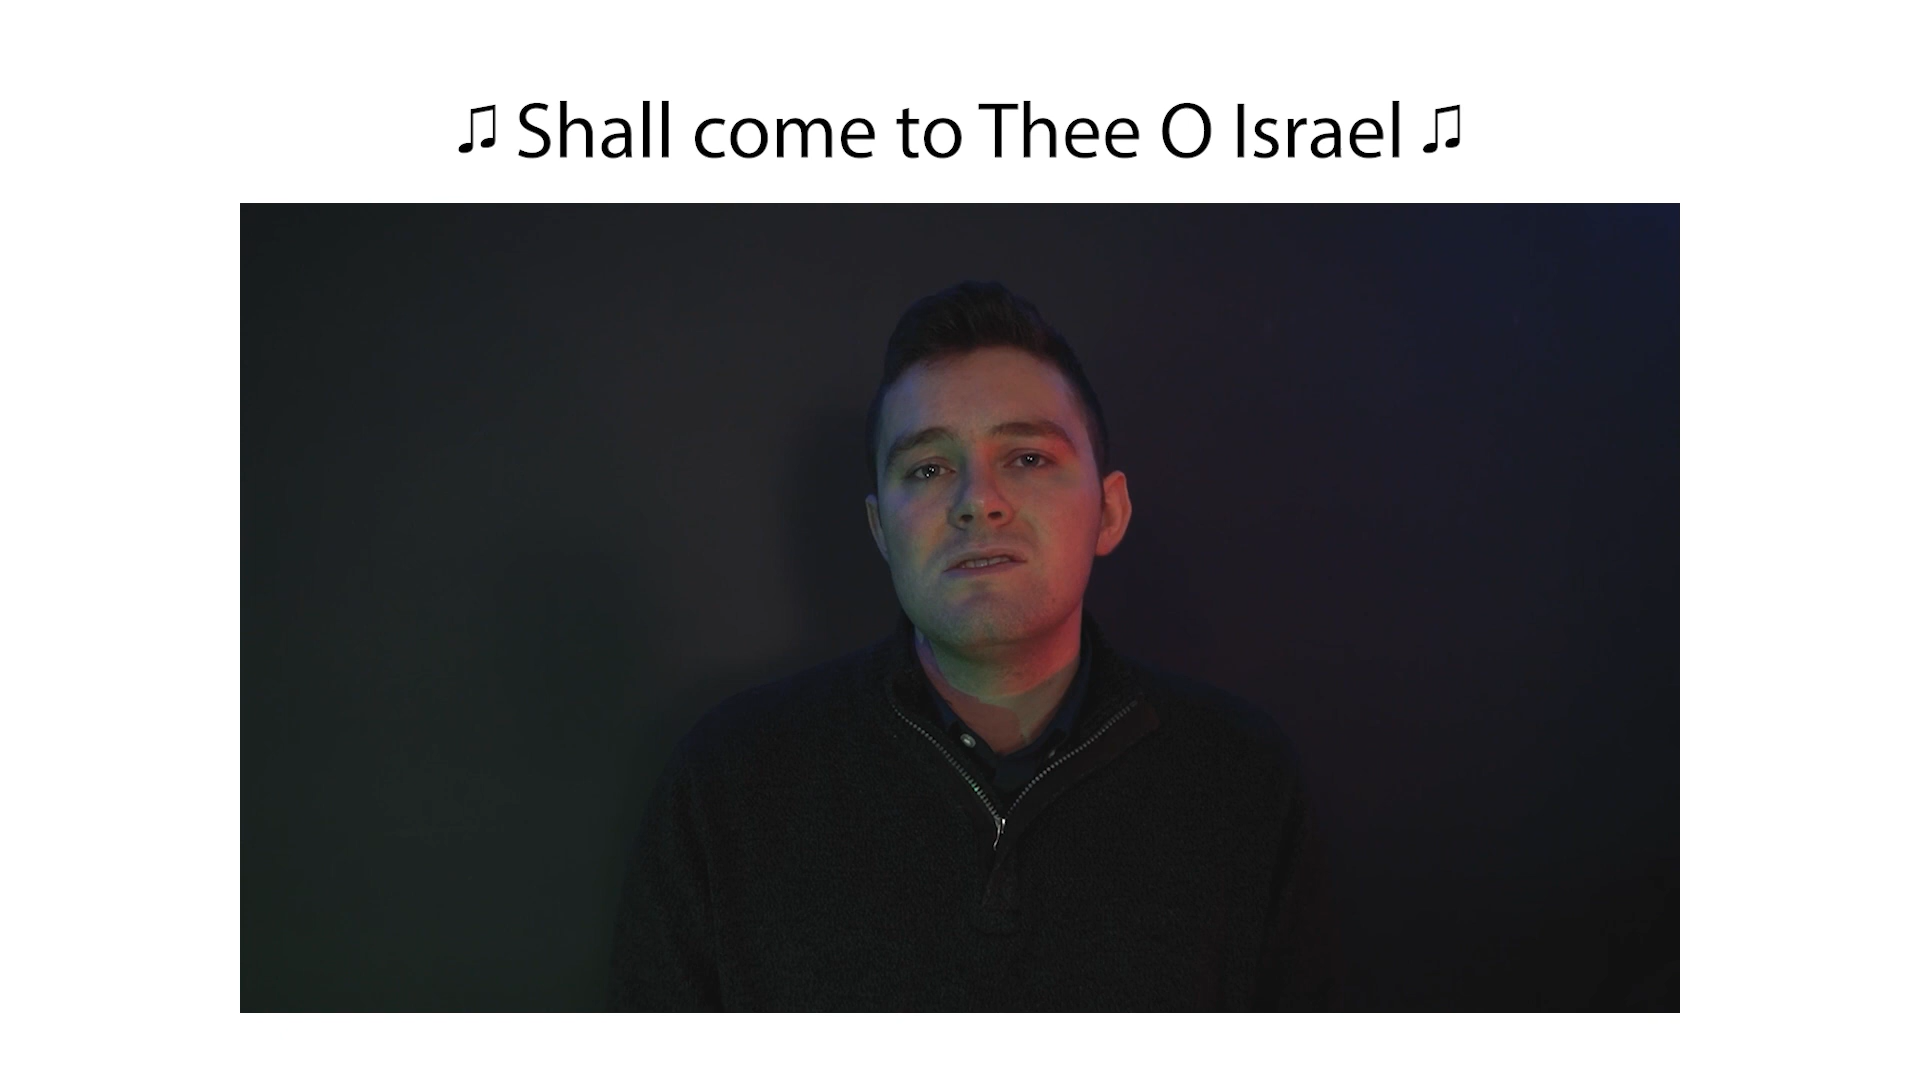 ♫ Shall come to Thee O Israel ♫